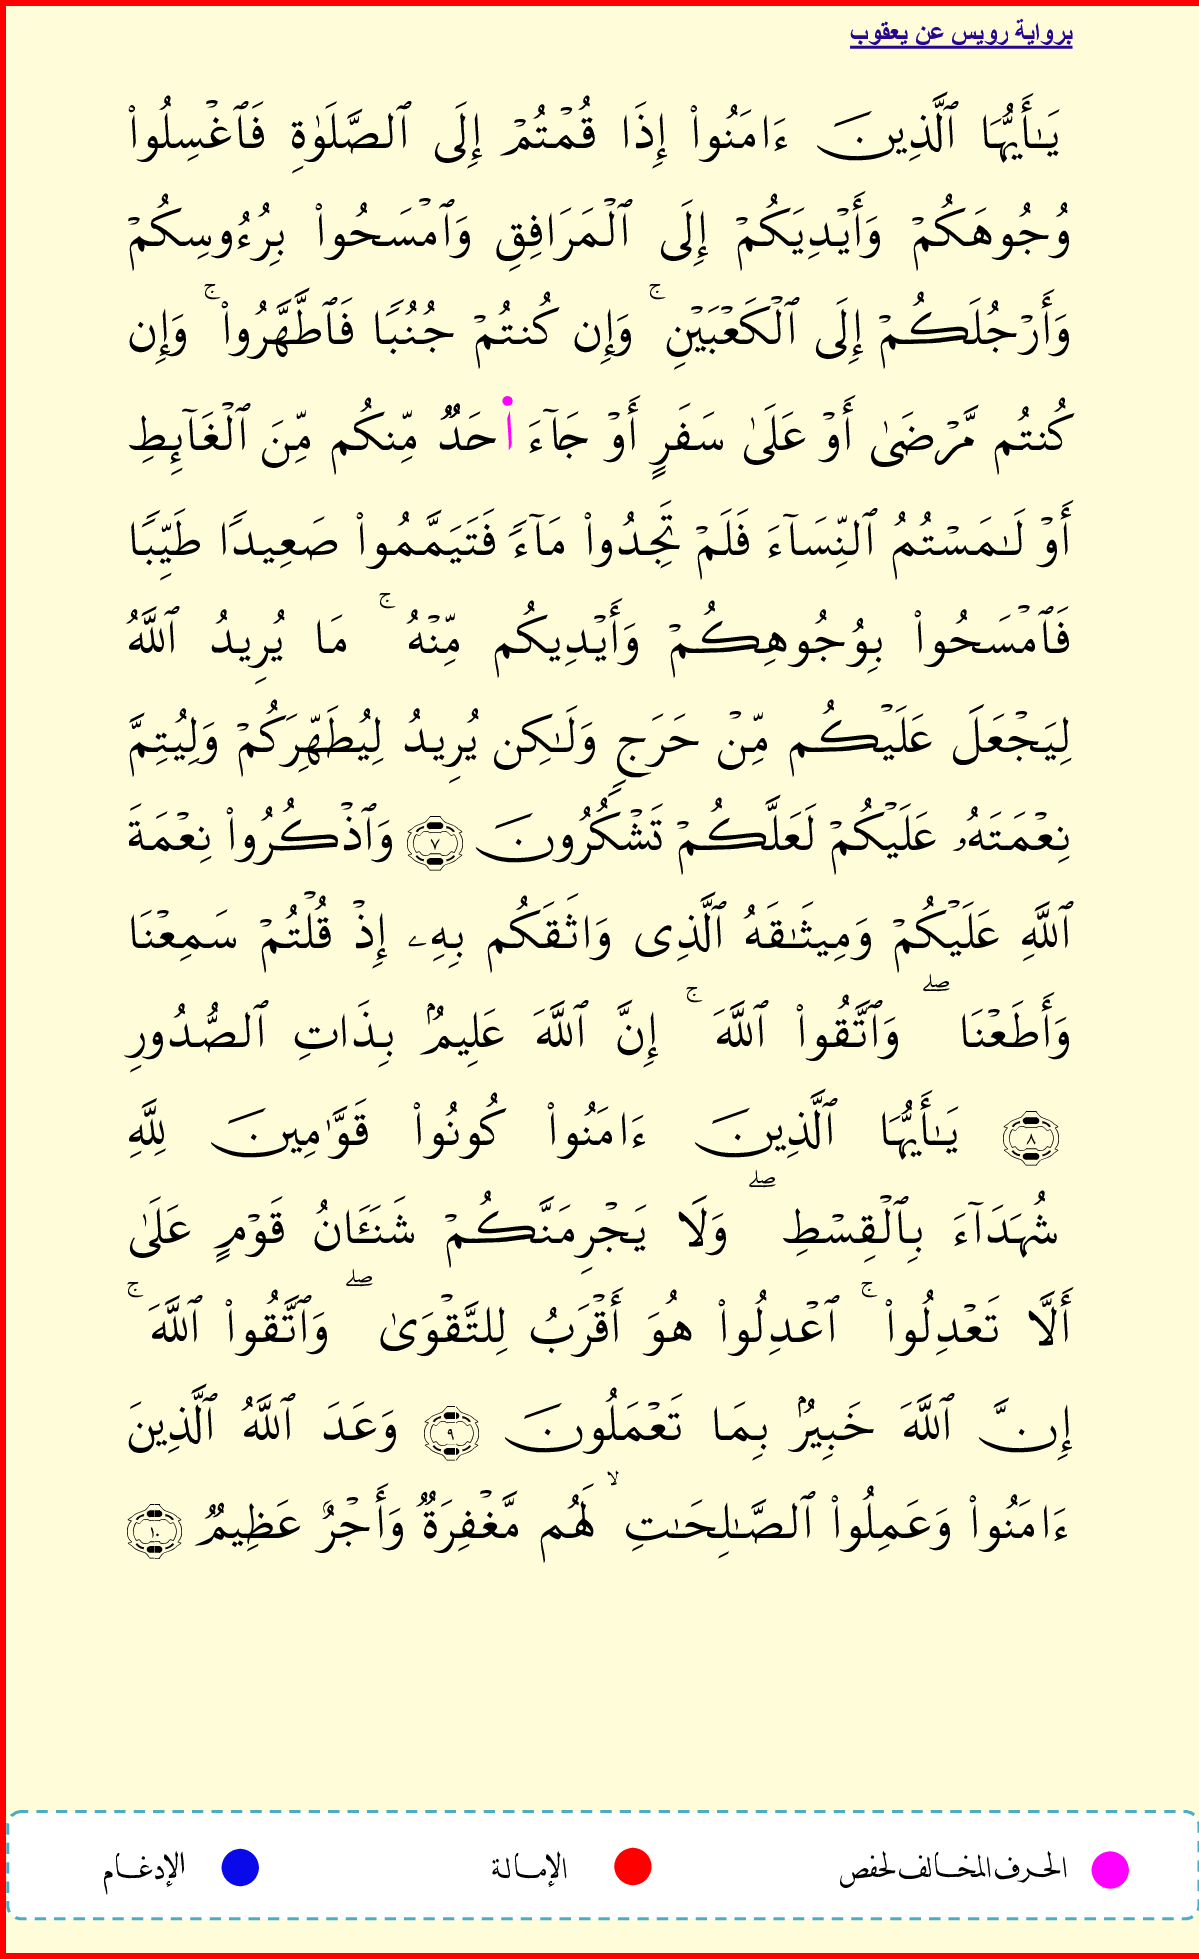 برواية رويس عن يعقوب
يَـٰٓأَيُّهَا ٱلَّذِينَ ءَامَنُوا۟ إِذَا قُمْتُمْ إِلَى ٱلصَّلَوٰةِ فَٱغْسِلُوا۟
وُجُوهَكُمْ وَأَيْدِيَكُمْ إِلَى ٱلْمَرَافِقِ وَٱمْسَحُوا۟ بِرُءُوسِكُمْ
وَأَرْجُلَكُمْ إِلَى ٱلْكَعْبَيْنِ ۚ وَإِن كُنتُمْ جُنُبًا فَٱطَّهَّرُوا۟ ۚ وَإِن
كُنتُم مَّرْضَىٰ أَوْ عَلَىٰ سَفَرٍ أَوْ جَآءَ ا۬حَدٌ مِّنكُم مِّنَ ٱلْغَآئِطِ
أَوْ لَـٰمَسْتُمُ ٱلنِّسَآءَ فَلَمْ تَجِدُوا۟ مَآءً فَتَيَمَّمُوا۟ صَعِيدًا طَيِّبًا
فَٱمْسَحُوا۟ بِوُجُوهِكُمْ وَأَيْدِيكُم مِّنْهُ ۚ مَا يُرِيدُ ٱللَّهُ
لِيَجْعَلَ عَلَيْكُم مِّنْ حَرَجٍ وَلَـٰكِن يُرِيدُ لِيُطَهِّرَكُمْ وَلِيُتِمَّ
نِعْمَتَهُۥ عَلَيْكُمْ لَعَلَّكُمْ تَشْكُرُونَ ٧ وَٱذْكُرُوا۟ نِعْمَةَ
ٱللَّهِ عَلَيْكُمْ وَمِيثَـٰقَهُ ٱلَّذِى وَاثَقَكُم بِهِۦ إِذْ قُلْتُمْ سَمِعْنَا
وَأَطَعْنَا ۖ وَٱتَّقُوا۟ ٱللَّهَ ۚ إِنَّ ٱللَّهَ عَلِيمٌۢ بِذَاتِ ٱلصُّدُورِ
٨ يَـٰٓأَيُّهَا ٱلَّذِينَ ءَامَنُوا۟ كُونُوا۟ قَوَّٰمِينَ لِلَّهِ
شُهَدَآءَ بِٱلْقِسْطِ ۖ وَلَا يَجْرِمَنَّكُمْ شَنَـَٔانُ قَوْمٍ عَلَىٰ
أَلَّا تَعْدِلُوا۟ ۚ ٱعْدِلُوا۟ هُوَ أَقْرَبُ لِلتَّقْوَىٰ ۖ وَٱتَّقُوا۟ ٱللَّهَ ۚ
إِنَّ ٱللَّهَ خَبِيرٌۢ بِمَا تَعْمَلُونَ ٩ وَعَدَ ٱللَّهُ ٱلَّذِينَ
ءَامَنُوا۟ وَعَمِلُوا۟ ٱلصَّـٰلِحَـٰتِ ۙ لَهُم مَّغْفِرَةٌ وَأَجْرٌ عَظِيمٌ ١٠
الحرف المخالف لحفص الإمالة الإدغام